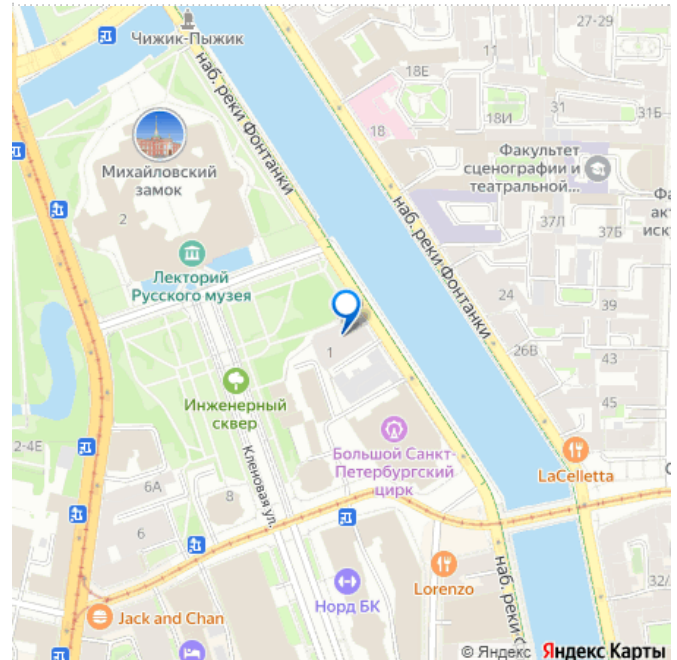 27-29
Чижик-Пыжик
11
наб. реки Фонтанки
18Е
31
31Б
18И
18
Факультет
сценографии и
театральной...
Михайловский
замок
2
наб. реки Фонтанки
37Л
37Б
Лекторий
Русского музея
24
39
1
26В
43
Инженерный
сквер
45
2-4Е
Большой Санкт-
Петербургский
цирк
LaCelletta
Кленовая ул.
6А
8
6
Lorenzo
Норд БК
Jack and Chan
наб. реки
32/
© Яндекс Яндекс Карты